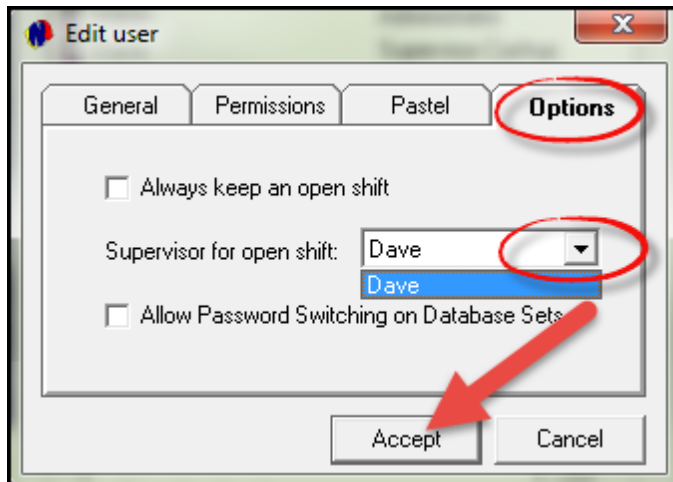 Edit user
General Permissions Pastel Options
Always keep an open shift
Supervisor for open shift: Dave
Dave
Allow Password Switching on Database Sets
Accept Cancel